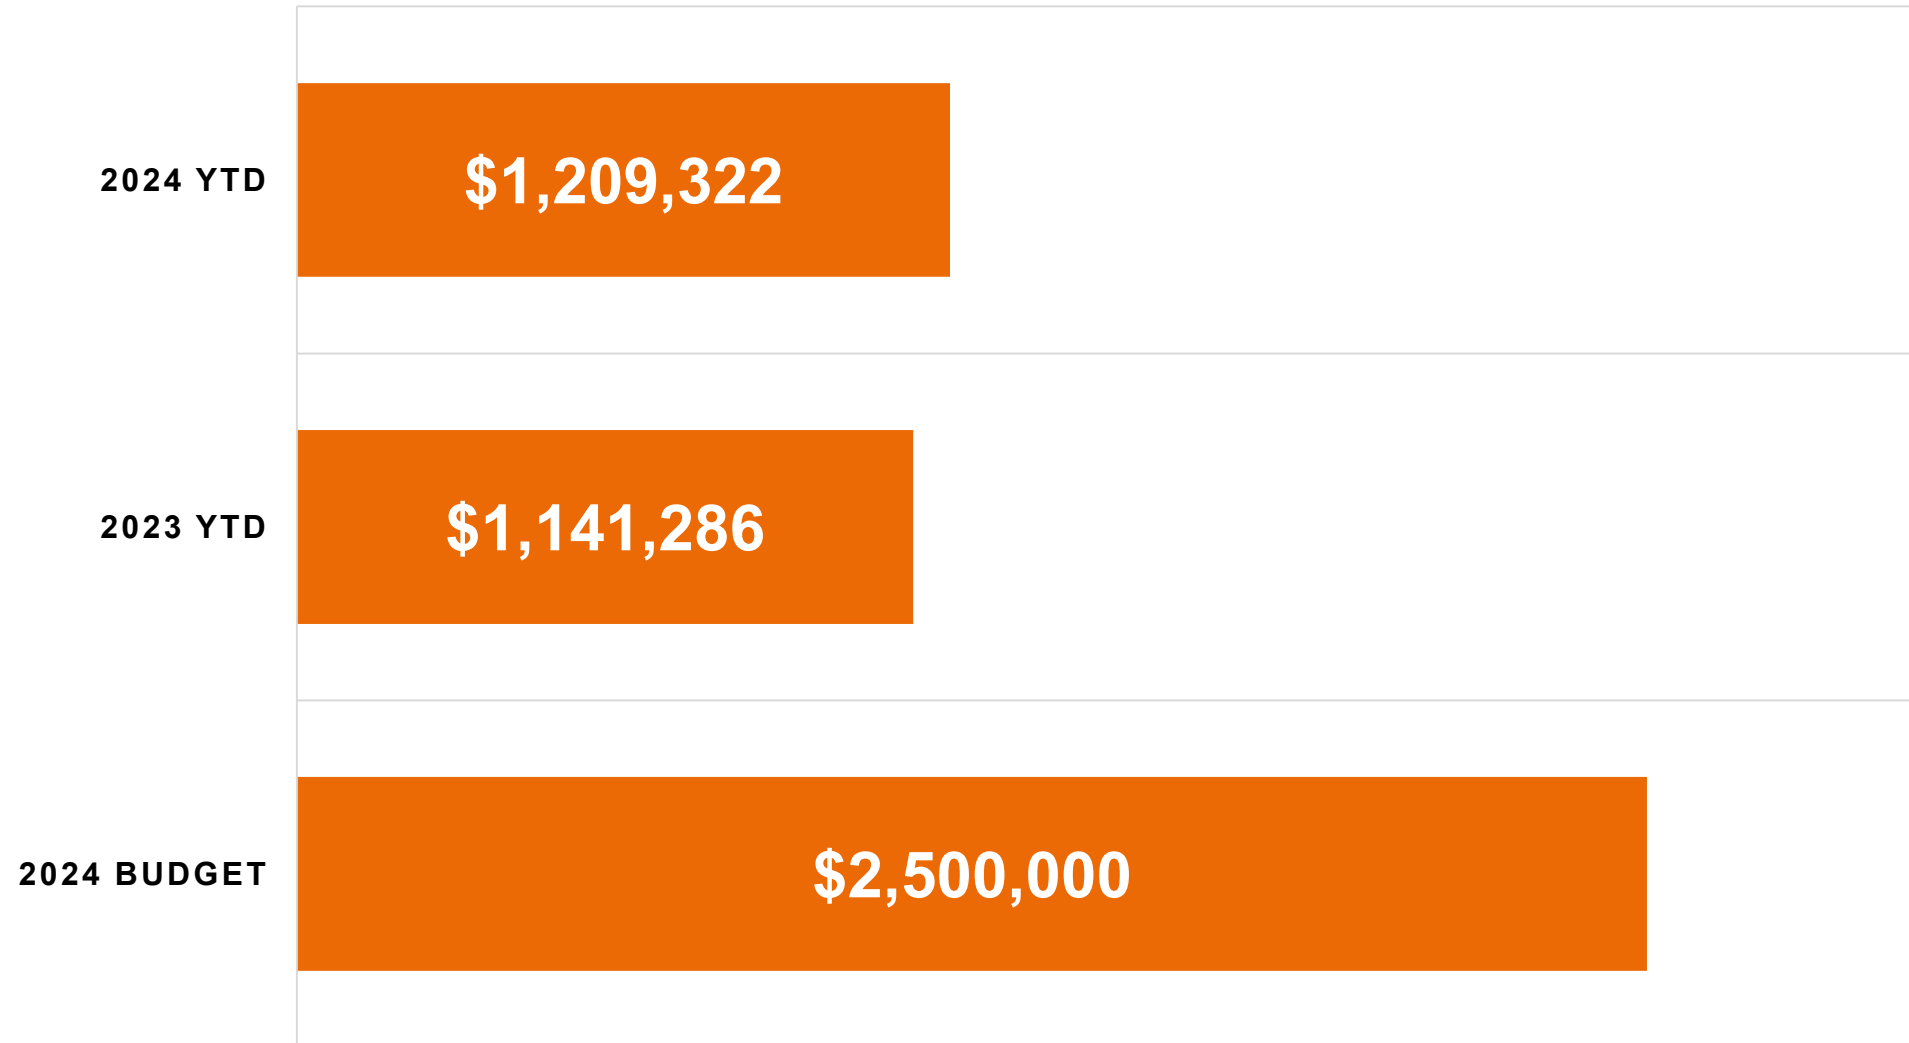 2024 YTD
$1,209,322
2023 YTD
$1,141,286
2024 BUDGET
$2,500,000